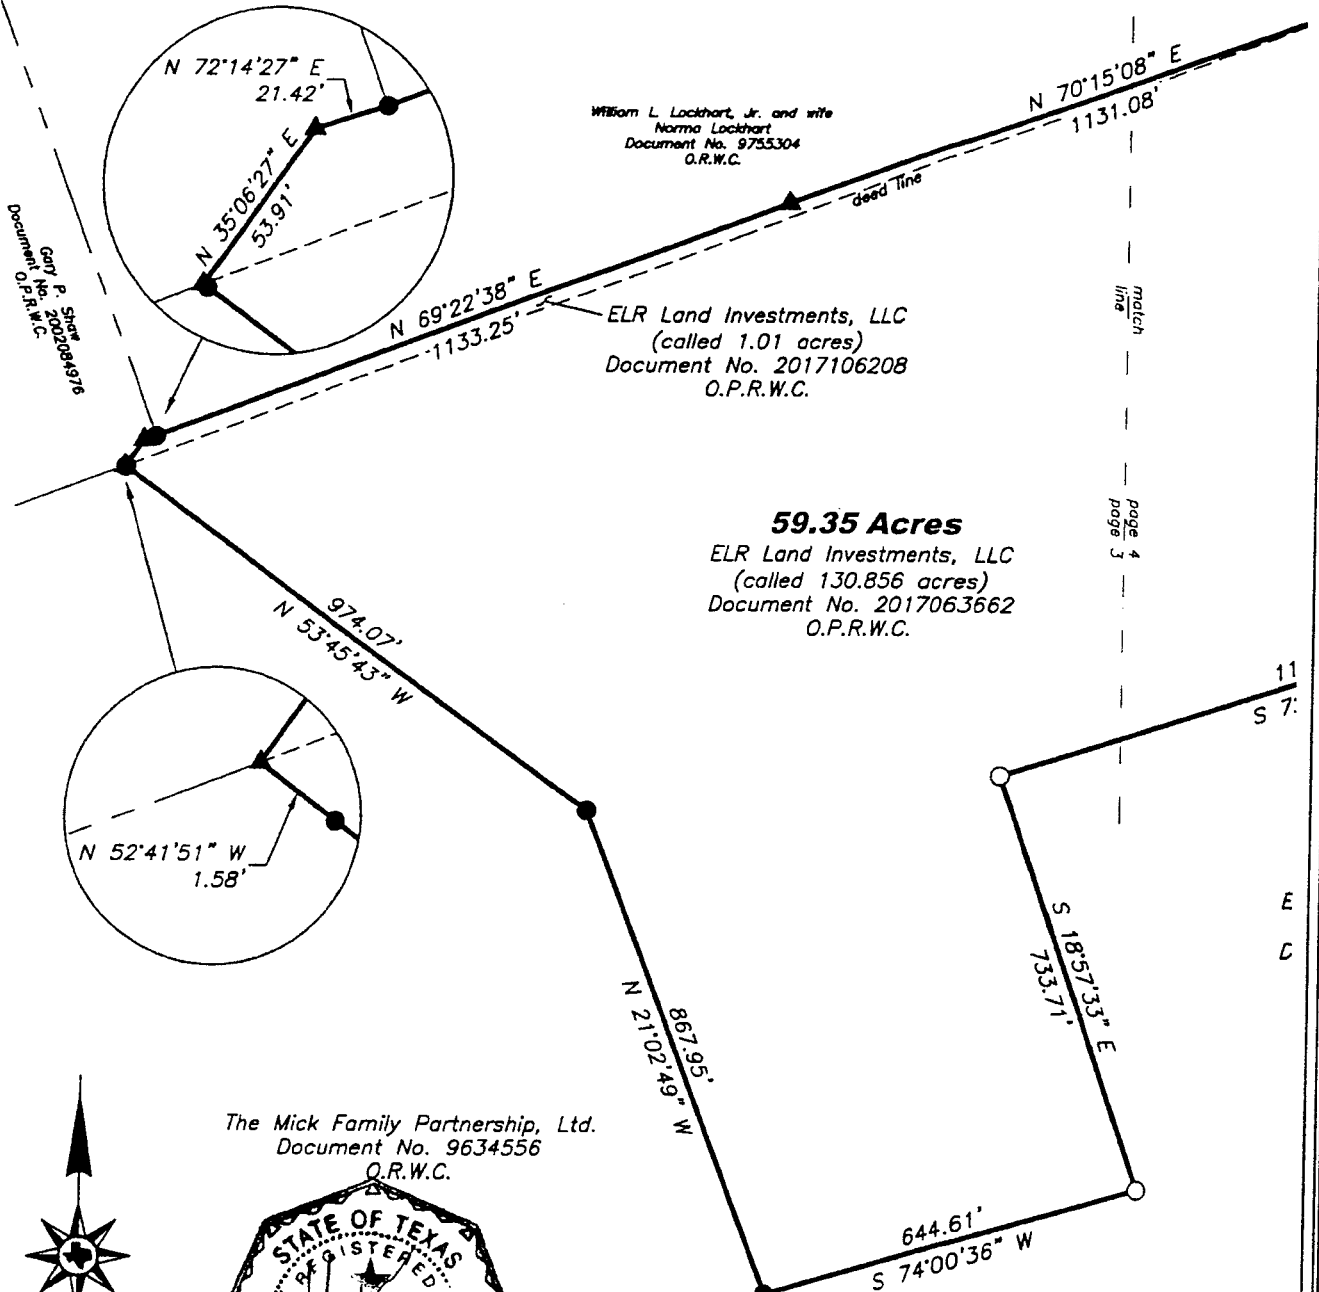 N 72°14'27" E
21.42'
N 35°06'27" E
53.91'
William L. Lockhart, Jr. and wife
Norma Lockhart
Document No. 9755304
O.R.W.C.
N 70°15'08" E
1131.08'
deed line
Gary P. Shaw
Document No. 2002084976
O.P.R.W.C.
N 69°22'38" E
1133.25'
ELR Land Investments, LLC
(called 1.01 acres)
Document No. 2017106208
O.P.R.W.C.
match
line
page 4
page 3
59.35 Acres
ELR Land Investments, LLC
(called 130.856 acres)
Document No. 2017063662
O.P.R.W.C.
974.07'
N 53°45'43" W
11
S 7
N 52°41'51" W
1.58'
E
S 18°57'33" E
733.71'
867.95'
N 21°02'49" W
The Mick Family Partnership, Ltd.
Document No. 9634556
O.R.W.C.
STATE OF TEXAS
REGISTERED
644.61'
S 74°00'36" W